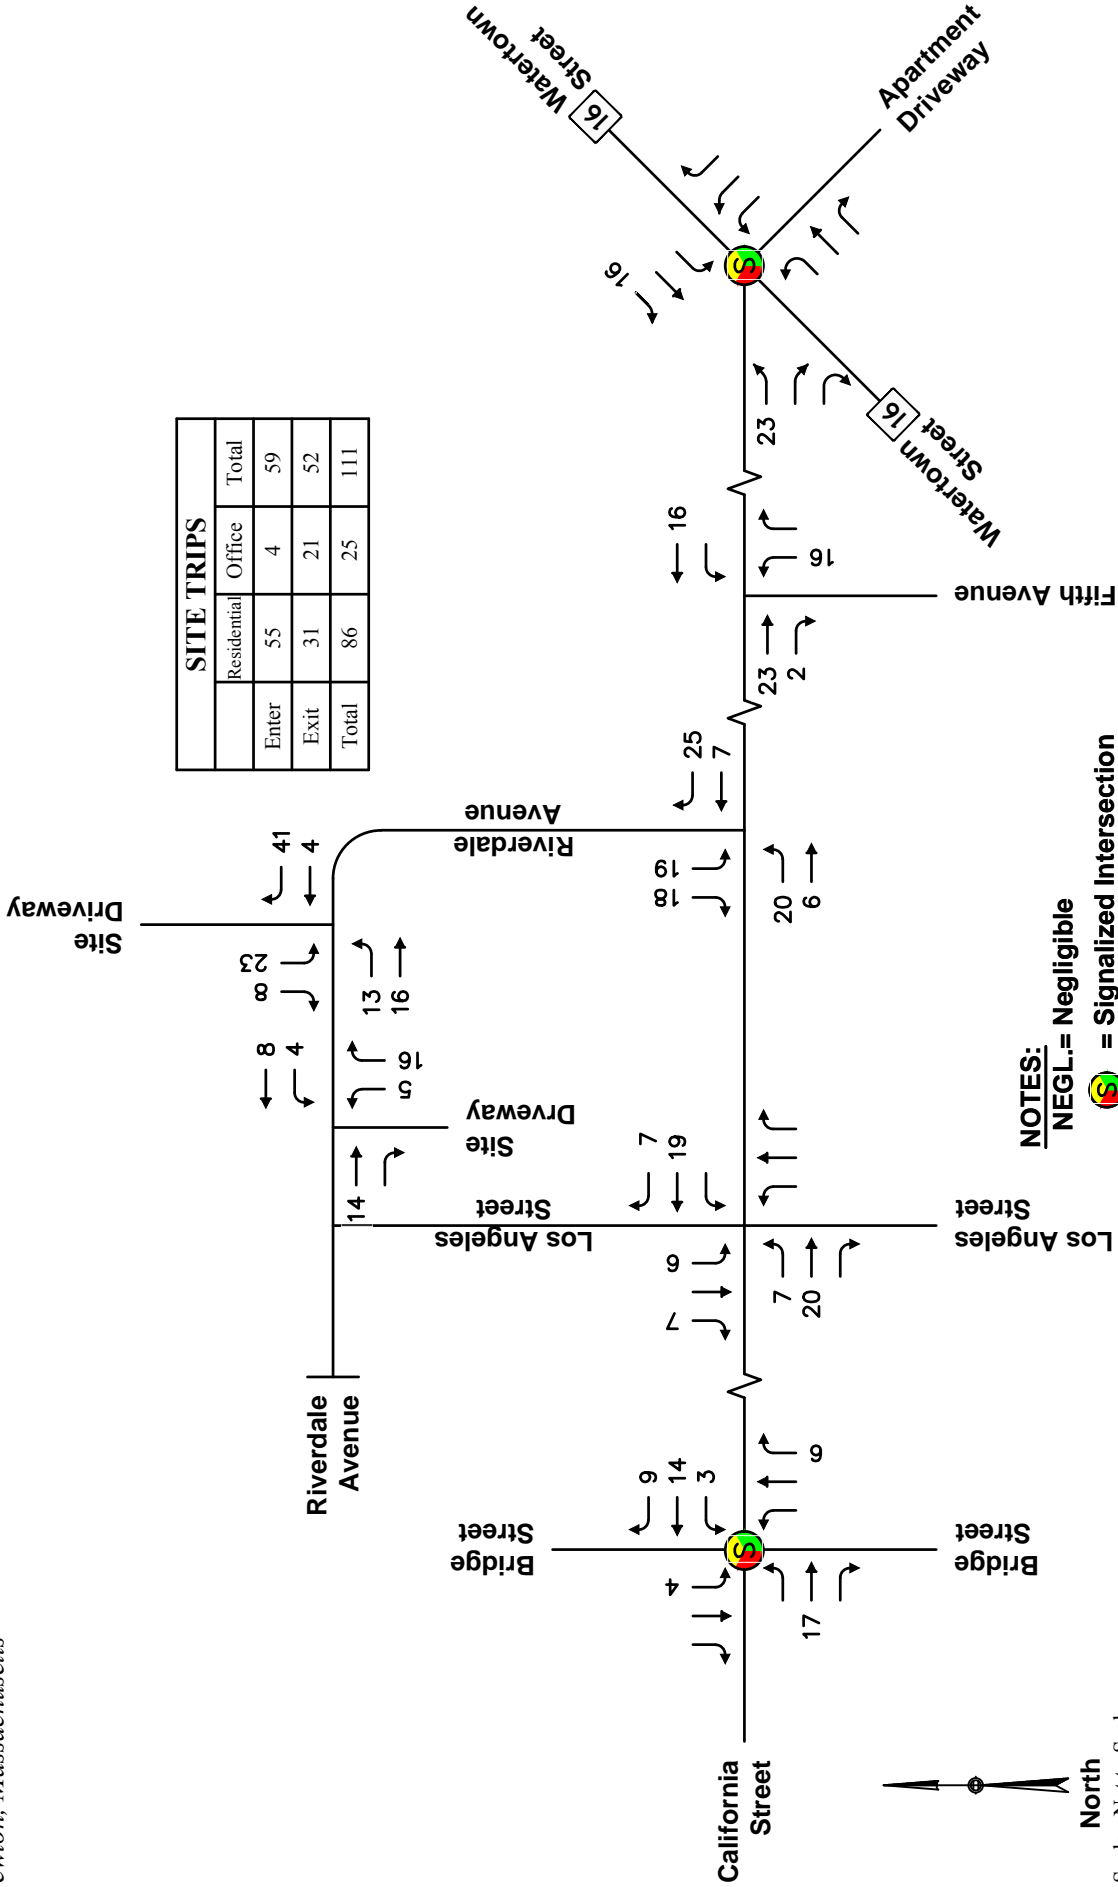 Massachusetts
SITE TRIPS
Residential Office Total
Enter 55 4 59
Exit 31 21 52
Total 86 25 111
Watertown
Street
16
Apartment
Driveway
16
23
16
Watertown
Street
16
23
2
16
Fifth Avenue
25
7
Riverdale
Avenue
19
18
20
6
Site
Driveway
41
4
23
8
13
16
8
4
16
5
Site
Drveway
14
Los Angeles
Street
7
19
6
7
7
20
Los Angeles
Street
Riverdale
Avenue
Bridge
Street
9
14
3
4
17
6
Bridge
Street
California
Street
NOTES:
NEGL.= Negligible
S = Signalized Intersection
S
S
North